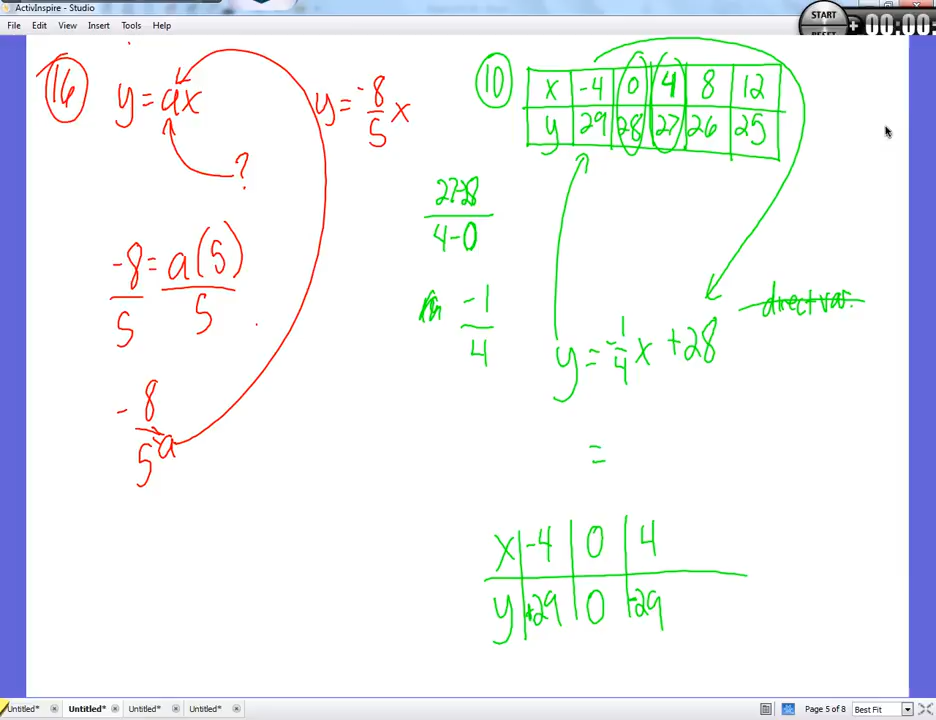 ActivInspire - Studio
File Edit View Insert Tools Help
START
RESET
+ 00:00:
16
y = ax
y = -8/5 x
?
-8 = a(5)
5 5
-8/5 a
10
x -4 0 4 8 12
y 29 28 27 26 25
27-28
4-0
m -1/4
y = -1/4 x + 28
direct var.
=
x -4 0 4
y +29 0 -29
Untitled* Untitled* Untitled* Untitled*
Page 5 of 8 Best Fit